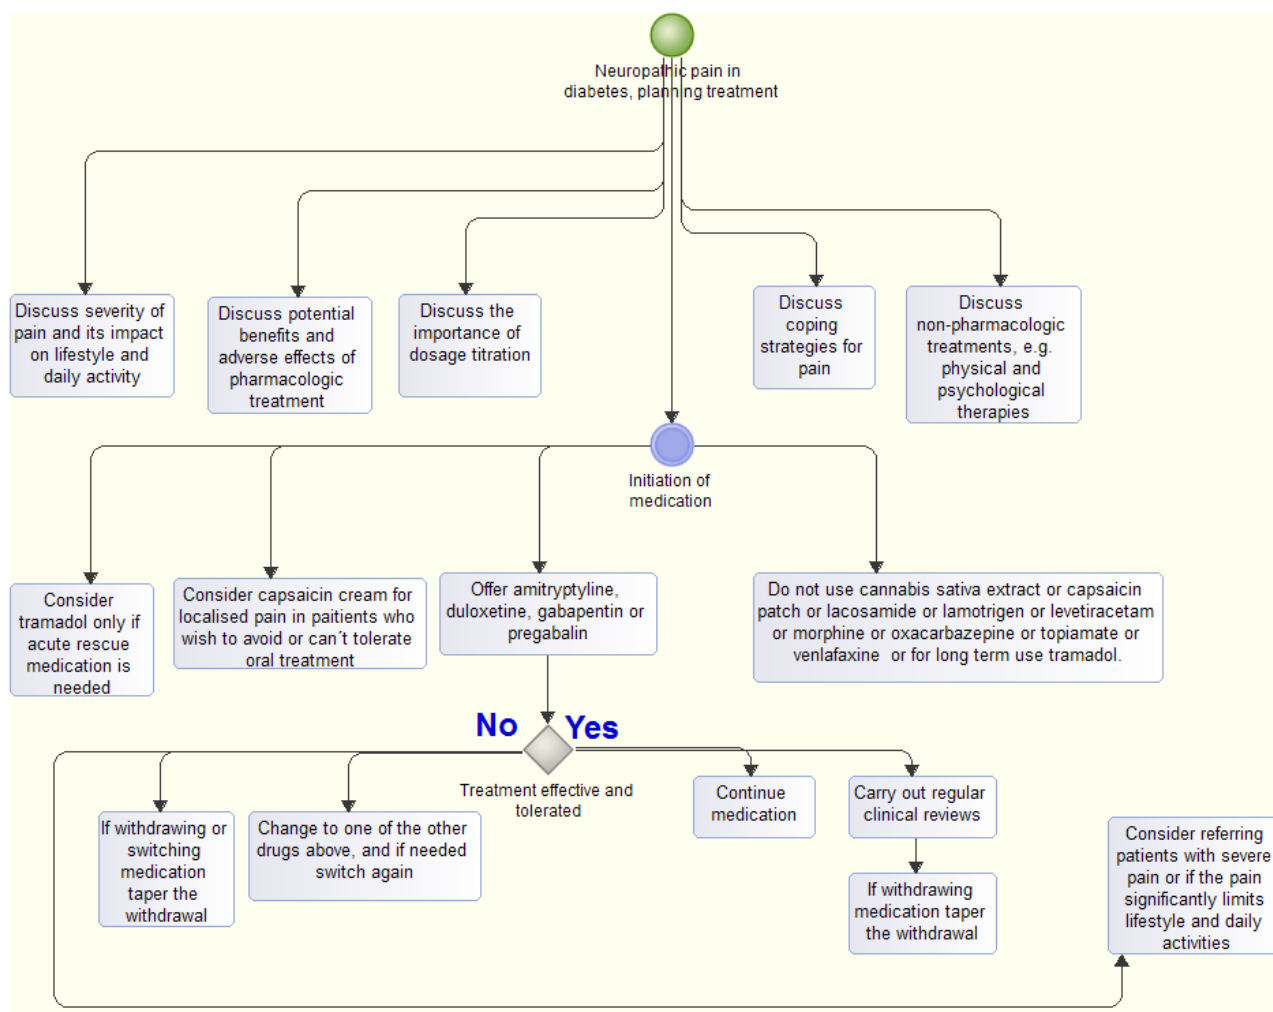 Neuropathic pain in
diabetes, planning treatment
Discuss severity of
pain and its impact
on lifestyle and
daily activity
Discuss potential
benefits and
adverse effects of
pharmacologic
treatment
Discuss the
importance of
dosage titration
Discuss
coping
strategies for
pain
Discuss
non-pharmacologic
treatments, e.g.
physical and
psychological
therapies
Initiation of
medication
Consider
tramadol only if
acute rescue
medication is
needed
Consider capsaicin cream for
localised pain in paitients who
wish to avoid or can´t tolerate
oral treatment
Offer amitryptyline,
duloxetine, gabapentin or
pregabalin
Do not use cannabis sativa extract or capsaicin
patch or lacosamide or lamotrigen or levetiracetam
or morphine or oxacarbazepine or topiamate or
venlafaxine or for long term use tramadol.
No
Yes
Treatment effective and
tolerated
If withdrawing or
switching
medication
taper the
withdrawal
Change to one of the other
drugs above, and if needed
switch again
Continue
medication
Carry out regular
clinical reviews
If withdrawing
medication taper
the withdrawal
Consider referring
patients with severe
pain or if the pain
significantly limits
lifestyle and daily
activities